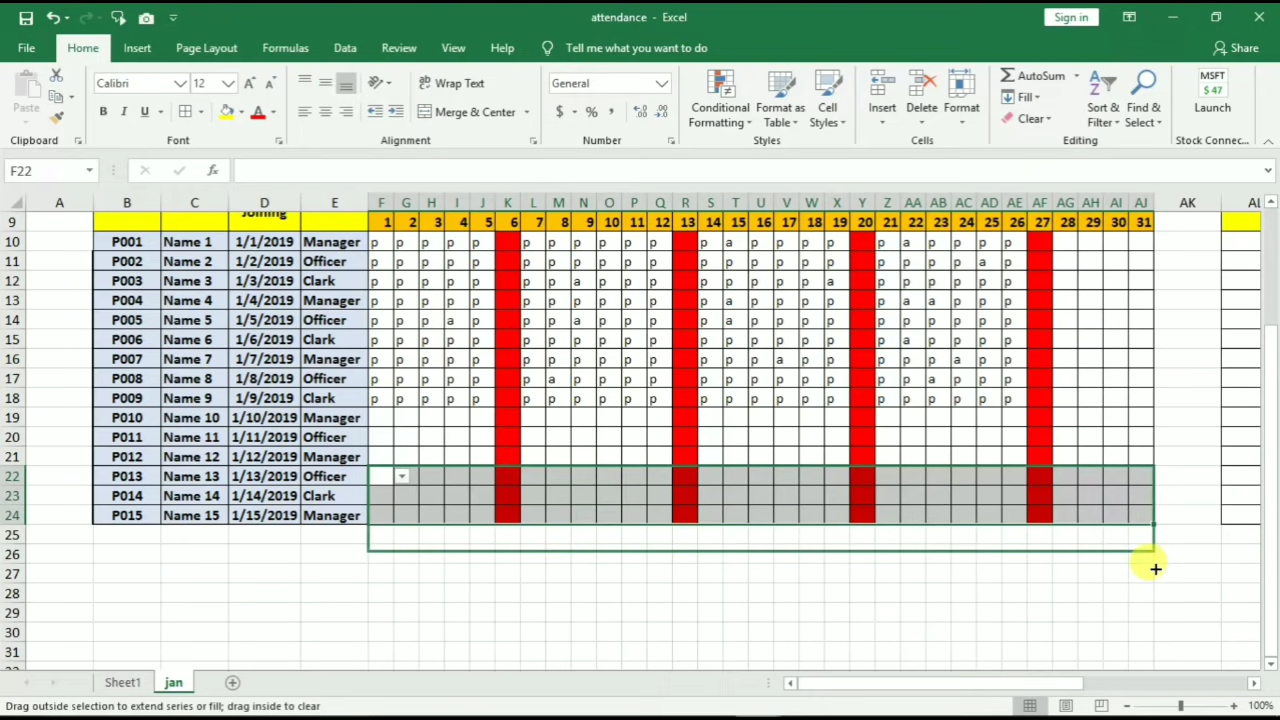 attendance - Excel
Sign in
File Home Insert Page Layout Formulas Data Review View Help Tell me what you want to do Share
Paste
Calibri 12
Wrap Text
General
B I U
Merge & Center
$ % ,
Conditional Formatting
Format as Table
Cell Styles
Insert
Delete
Format
AutoSum
Fill
Clear
Sort & Filter
Find & Select
MSFT
$ 47
Launch
Clipboard Font Alignment Number Styles Cells Editing Stock Connec...
F22 fx
A B C D E F G H I J K L M N O P Q R S T U V W X Y Z AA AB AC AD AE AF AG AH AI AJ AK
Joining
9 1 2 3 4 5 6 7 8 9 10 11 12 13 14 15 16 17 18 19 20 21 22 23 24 25 26 27 28 29 30 31
10 P001 Name 1 1/1/2019 Manager p p p p p p p p p p p p a p p p p a p p p p
11 P002 Name 2 1/2/2019 Officer p p p p p p p p p p p p p p p p p p p p a p
12 P003 Name 3 1/3/2019 Clark p p p p p p p a p p p p p p p p a p p p p p
13 P004 Name 4 1/4/2019 Manager p p p p p p p p p p p p a p p p p a a p p p
14 P005 Name 5 1/5/2019 Officer p p p a p p p a p p p p a p p p p p p p p p
15 P006 Name 6 1/6/2019 Clark p p p p p p p p p p p p p p p p p a p p p p
16 P007 Name 7 1/7/2019 Manager p p p p p p p p p p p p p p a p p p p a p p
17 P008 Name 8 1/8/2019 Officer p p p p p p a p p p p p p p p p p p a p p p
18 P009 Name 9 1/9/2019 Clark p p p p p p p p p p p p p p p p p p p p p p
19 P010 Name 10 1/10/2019 Manager
20 P011 Name 11 1/11/2019 Officer
21 P012 Name 12 1/12/2019 Manager
22 P013 Name 13 1/13/2019 Officer
23 P014 Name 14 1/14/2019 Clark
24 P015 Name 15 1/15/2019 Manager
25
26
27
28
29
30
31
Sheet1 jan
Drag outside selection to extend series or fill; drag inside to clear
100%